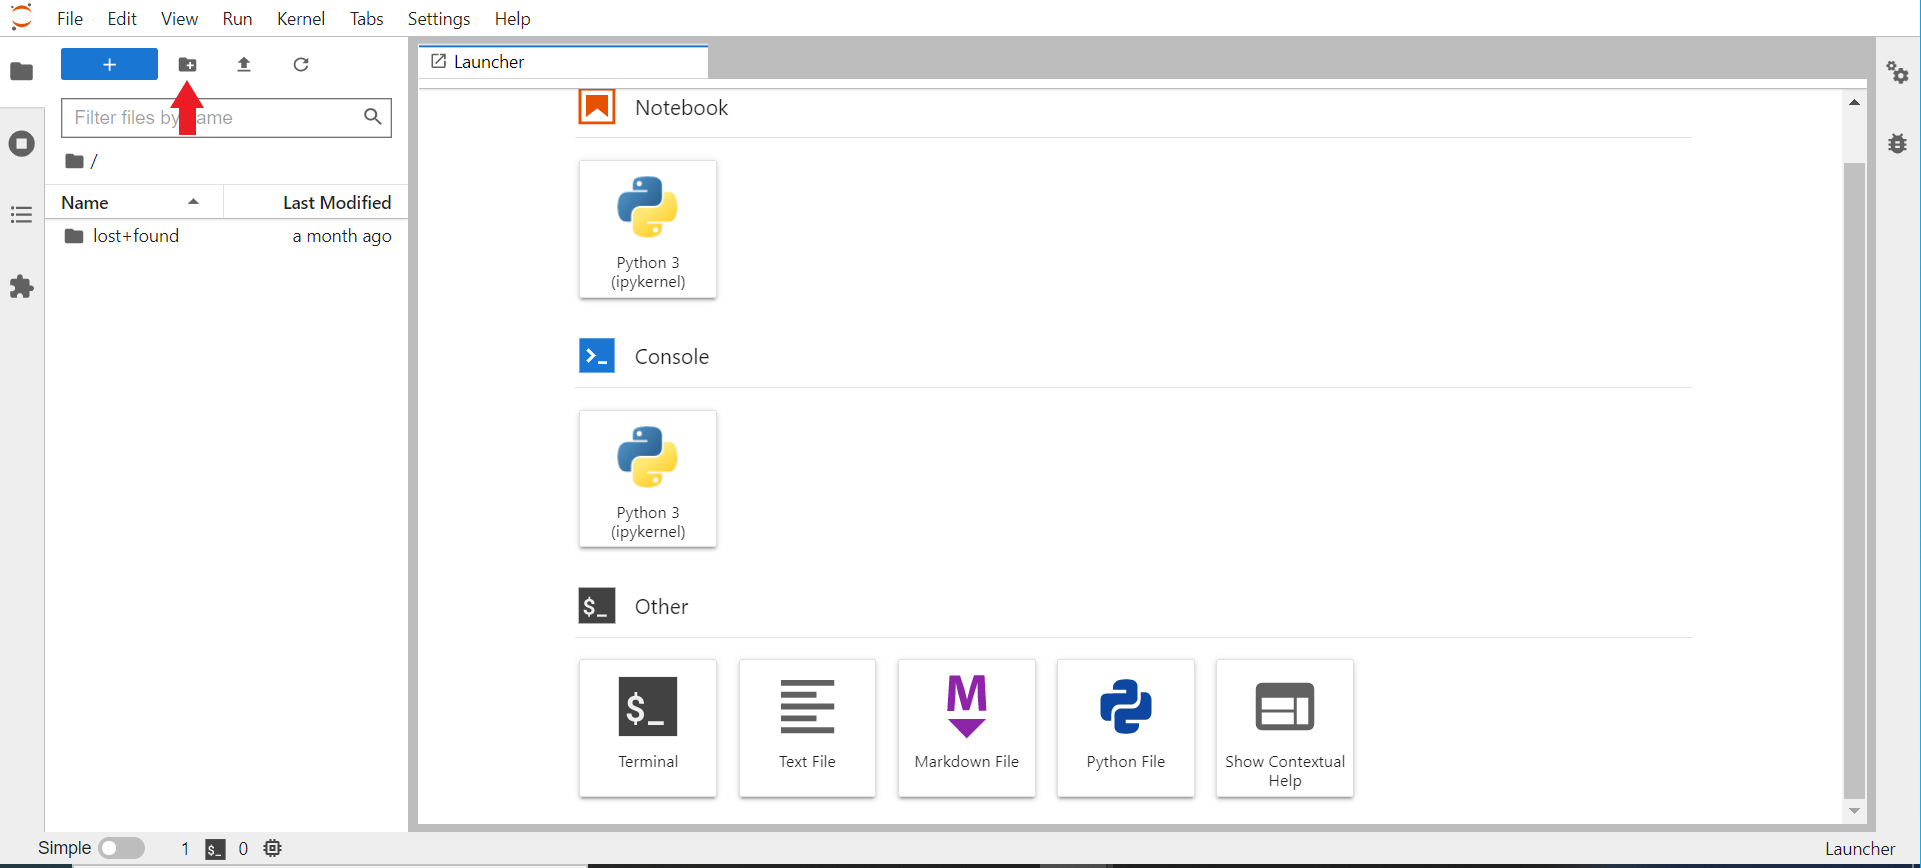 File Edit View Run Kernel Tabs Settings Help
+
Launcher
Filter files by ame
/
Name Last Modified
lost+found a month ago
Notebook
Python 3
(ipykernel)
>_ Console
Python 3
(ipykernel)
$_ Other
$_
Terminal
Text File
M
Markdown File
Python File
Show Contextual
Help
Simple 1 $_ 0 Launcher